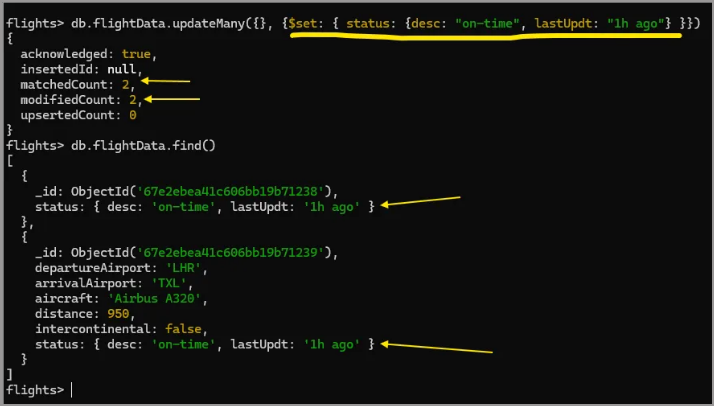 flights> db.flightData.updateMany({}, {$set: { status: {desc: "on-time", lastUpdt: "1h ago"} }})
{
  acknowledged: true,
  insertedId: null,
  matchedCount: 2,
  modifiedCount: 2,
  upsertedCount: 0
}
flights> db.flightData.find()
[
  {
    _id: ObjectId('67e2ebea41c606bb19b71238'),
    status: { desc: 'on-time', lastUpdt: '1h ago' }
  },
  {
    _id: ObjectId('67e2ebea41c606bb19b71239'),
    departureAirport: 'LHR',
    arrivalAirport: 'TXL',
    aircraft: 'Airbus A320',
    distance: 950,
    intercontinental: false,
    status: { desc: 'on-time', lastUpdt: '1h ago' }
  }
]
flights>